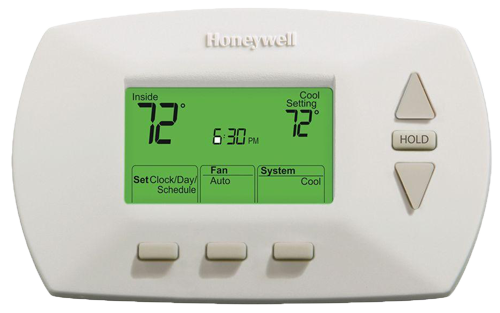 Honeywell
Inside
Cool
Setting
72°
72°
6:30 PM
HOLD
Set Clock/Day/
Schedule
Fan
Auto
System
Cool